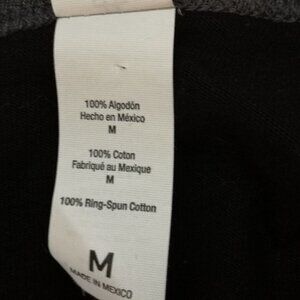 100% Algodón
Hecho en México
M
100% Coton
Fabriqué au Mexique
M
100% Ring-Spun Cotton
M
MADE IN MEXICO